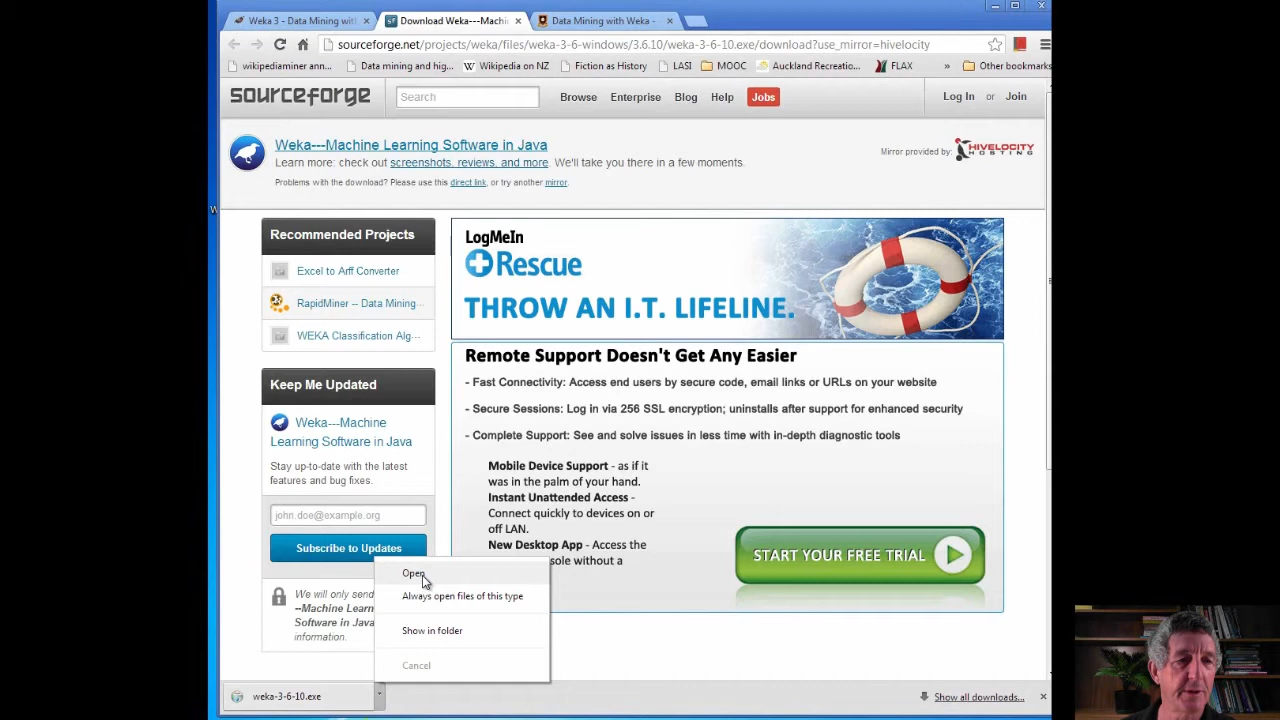 Weka 3 - Data Mining with
Download Weka---Machi
Data Mining with Weka -
sourceforge.net/projects/weka/files/weka-3-6-windows/3.6.10/weka-3-6-10.exe/download?use_mirror=hivelocity
wikipediaminer ann...
Data mining and hig...
Wikipedia on NZ
Fiction as History
LASI
MOOC
Auckland Recreatio...
FLAX
»
Other bookmarks
sourceforge
Search
Browse
Enterprise
Blog
Help
Jobs
Log In or Join
Weka---Machine Learning Software in Java
Learn more: check out screenshots, reviews, and more. We'll take you there in a few moments.
Problems with the download? Please use this direct link, or try another mirror.
Mirror provided by:
HIVELOCITY
HOSTING
Recommended Projects
Excel to Arff Converter
RapidMiner -- Data Mining...
WEKA Classification Alg...
LogMeIn
Rescue
THROW AN I.T. LIFELINE.
Remote Support Doesn't Get Any Easier
- Fast Connectivity: Access end users by secure code, email links or URLs on your website
- Secure Sessions: Log in via 256 SSL encryption; uninstalls after support for enhanced security
- Complete Support: See and solve issues in less time with in-depth diagnostic tools
Mobile Device Support - as if it
was in the palm of your hand.
Instant Unattended Access -
Connect quickly to devices on or
off LAN.
New Desktop App - Access the
sole without a
START YOUR FREE TRIAL
Keep Me Updated
Weka---Machine
Learning Software in Java
Stay up-to-date with the latest
features and bug fixes.
john.doe@example.org
Subscribe to Updates
We will only send
--Machine Learn
Software in Java
information.
Open
Always open files of this type
Show in folder
Cancel
weka-3-6-10.exe
Show all downloads...